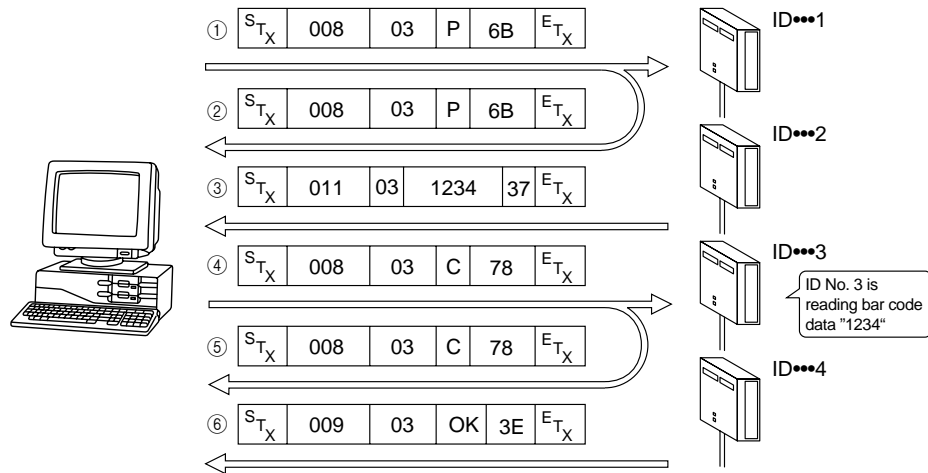 ① STX 008 03 P 6B ETX
ID•••1
② STX 008 03 P 6B ETX
ID•••2
③ STX 011 03 1234 37 ETX
④ STX 008 03 C 78 ETX
ID•••3
ID No. 3 is
reading bar code
data "1234“
⑤ STX 008 03 C 78 ETX
ID•••4
⑥ STX 009 03 OK 3E ETX